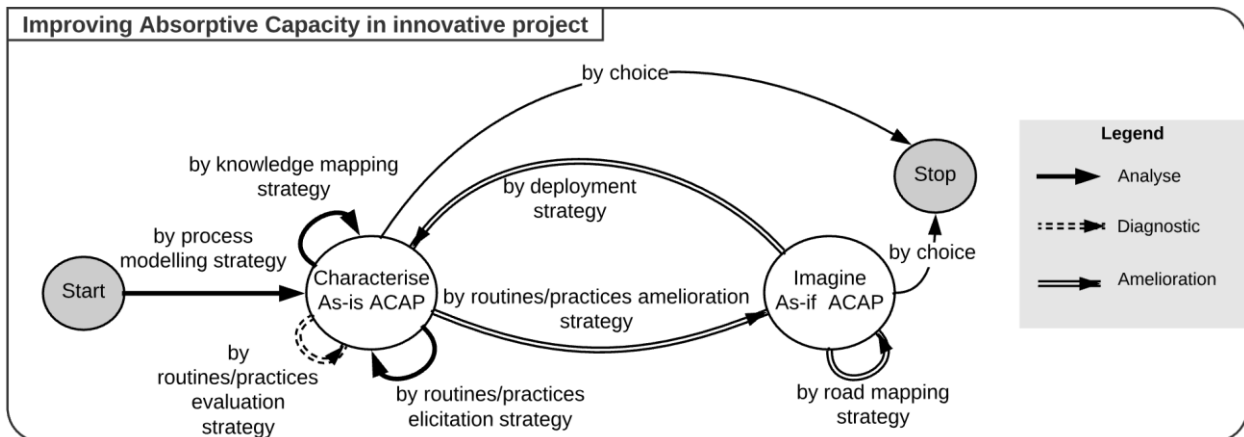 Improving Absorptive Capacity in innovative project
by choice
by knowledge mapping
strategy
by deployment
strategy
Stop
Legend
Analyse
Diagnostic
Amelioration
by process
modelling strategy
Start
Characterise
As-is ACAP
by routines/practices amelioration
strategy
Imagine
As-if ACAP
by choice
by
routines/practices
evaluation
strategy
by routines/practices
elicitation strategy
by road mapping
strategy